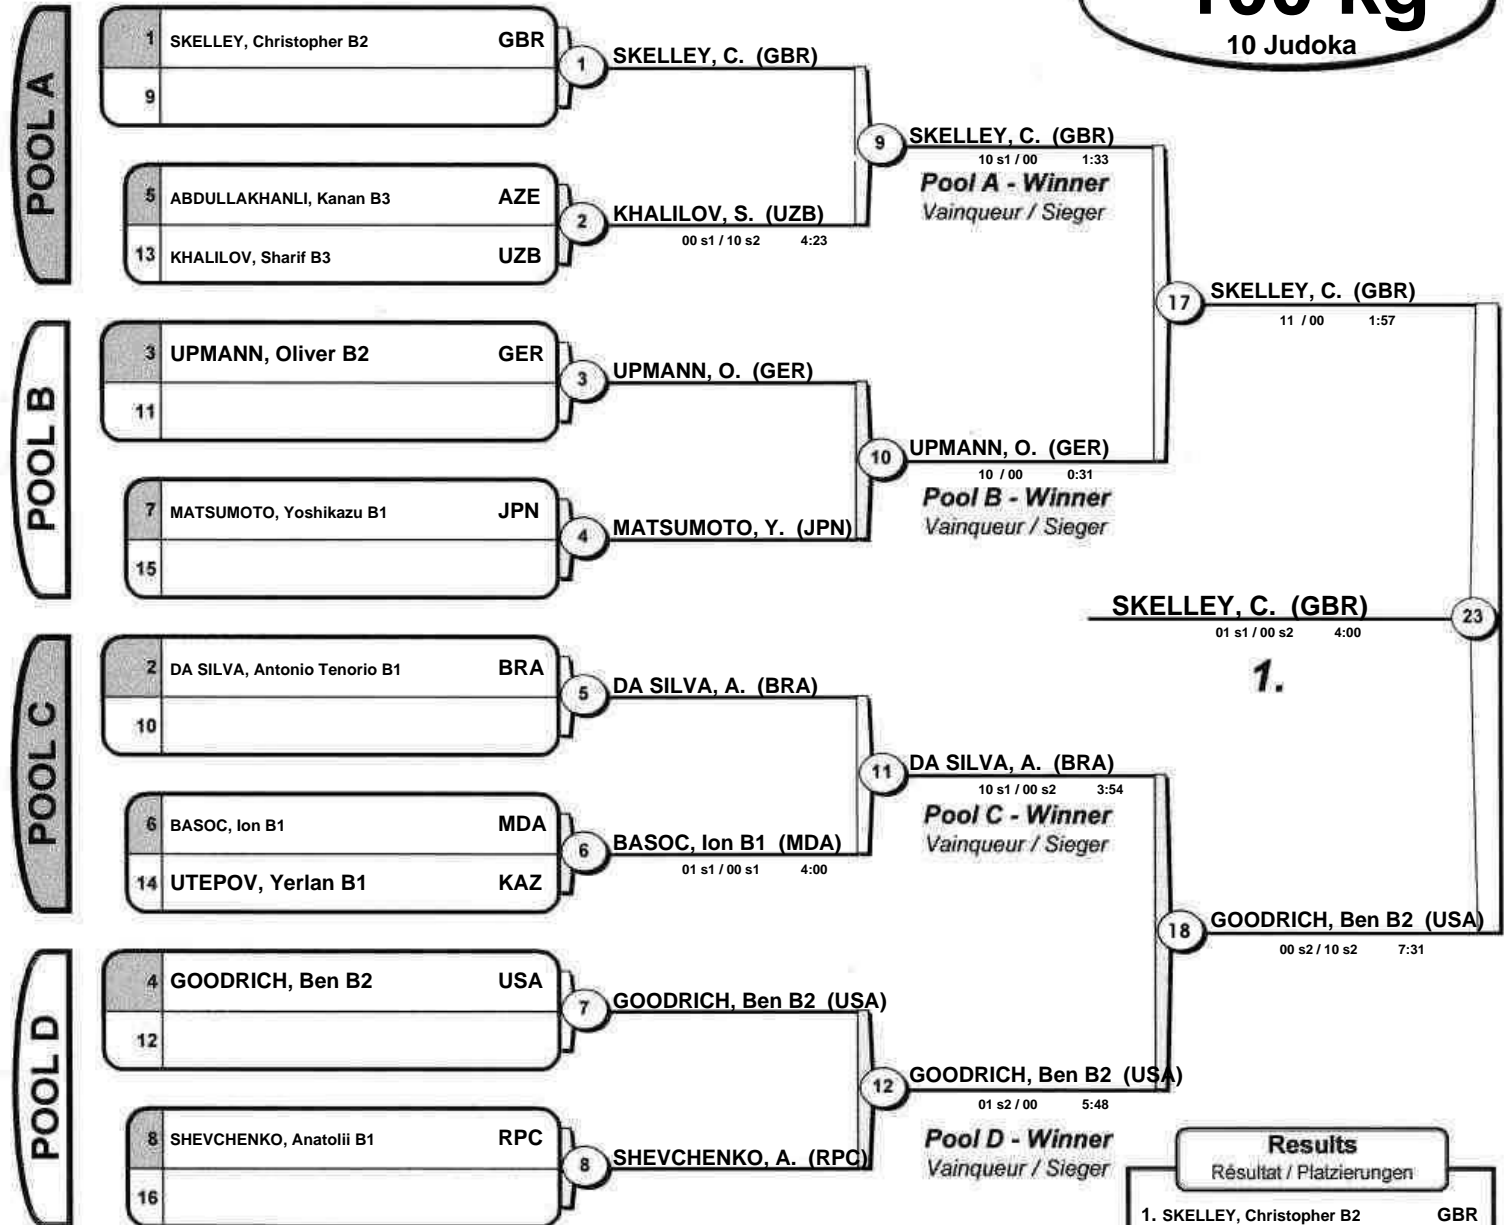 100 kg
10 Judoka
POOL A
1 SKELLEY, Christopher B2 GBR
9
1
SKELLEY, C. (GBR)
5 ABDULLAKHANLI, Kanan B3 AZE
13 KHALILOV, Sharif B3 UZB
2
KHALILOV, S. (UZB)
00 s1 / 10 s2 4:23
9
SKELLEY, C. (GBR)
10 s1 / 00 1:33
Pool A - Winner
Vainqueur / Sieger
POOL B
3 UPMANN, Oliver B2 GER
11
3
UPMANN, O. (GER)
7 MATSUMOTO, Yoshikazu B1 JPN
15
4
MATSUMOTO, Y. (JPN)
10
UPMANN, O. (GER)
10 / 00 0:31
Pool B - Winner
Vainqueur / Sieger
17
SKELLEY, C. (GBR)
11 / 00 1:57
SKELLEY, C. (GBR)
23
01 s1 / 00 s2 4:00
1.
POOL C
2 DA SILVA, Antonio Tenorio B1 BRA
10
5
DA SILVA, A. (BRA)
6 BASOC, Ion B1 MDA
14 UTEPOV, Yerlan B1 KAZ
6
BASOC, Ion B1 (MDA)
01 s1 / 00 s1 4:00
11
DA SILVA, A. (BRA)
10 s1 / 00 s2 3:54
Pool C - Winner
Vainqueur / Sieger
POOL D
4 GOODRICH, Ben B2 USA
12
7
GOODRICH, Ben B2 (USA)
8 SHEVCHENKO, Anatolii B1 RPC
16
8
SHEVCHENKO, A. (RPC)
12
GOODRICH, Ben B2 (USA)
01 s2 / 00 5:48
Pool D - Winner
Vainqueur / Sieger
18
GOODRICH, Ben B2 (USA)
00 s2 / 10 s2 7:31
Results
Résultat / Platzierungen
1. SKELLEY, Christopher B2 GBR